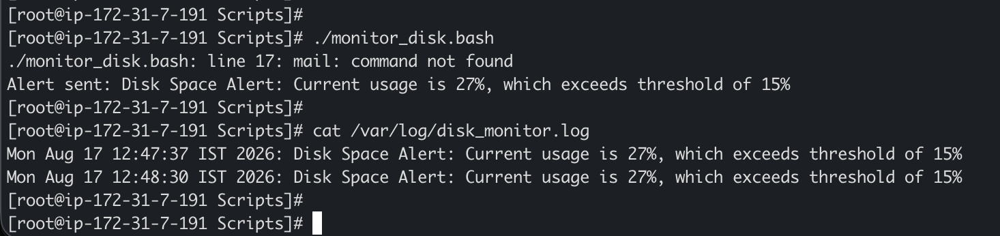 [root@ip-172-31-7-191 Scripts]#
[root@ip-172-31-7-191 Scripts]# ./monitor_disk.bash
./monitor_disk.bash: line 17: mail: command not found
Alert sent: Disk Space Alert: Current usage is 27%, which exceeds threshold of 15%
[root@ip-172-31-7-191 Scripts]#
[root@ip-172-31-7-191 Scripts]# cat /var/log/disk_monitor.log
Mon Aug 17 12:47:37 IST 2026: Disk Space Alert: Current usage is 27%, which exceeds threshold of 15%
Mon Aug 17 12:48:30 IST 2026: Disk Space Alert: Current usage is 27%, which exceeds threshold of 15%
[root@ip-172-31-7-191 Scripts]#
[root@ip-172-31-7-191 Scripts]#